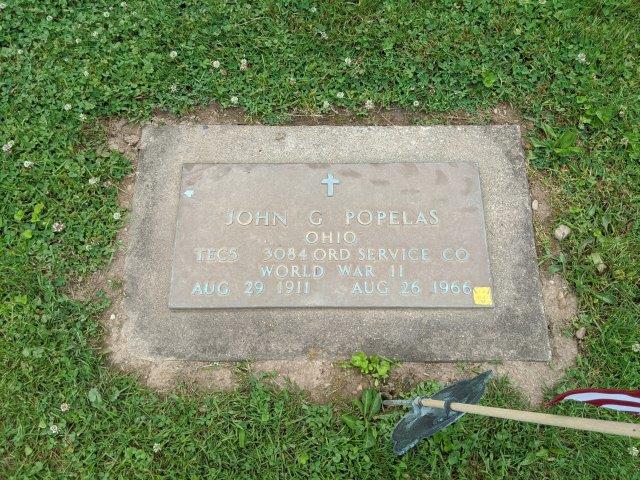 JOHN G POPELAS
OHIO
TEC5 3084 ORD SERVICE CO
WORLD WAR II
AUG 29 1911 AUG 26 1966